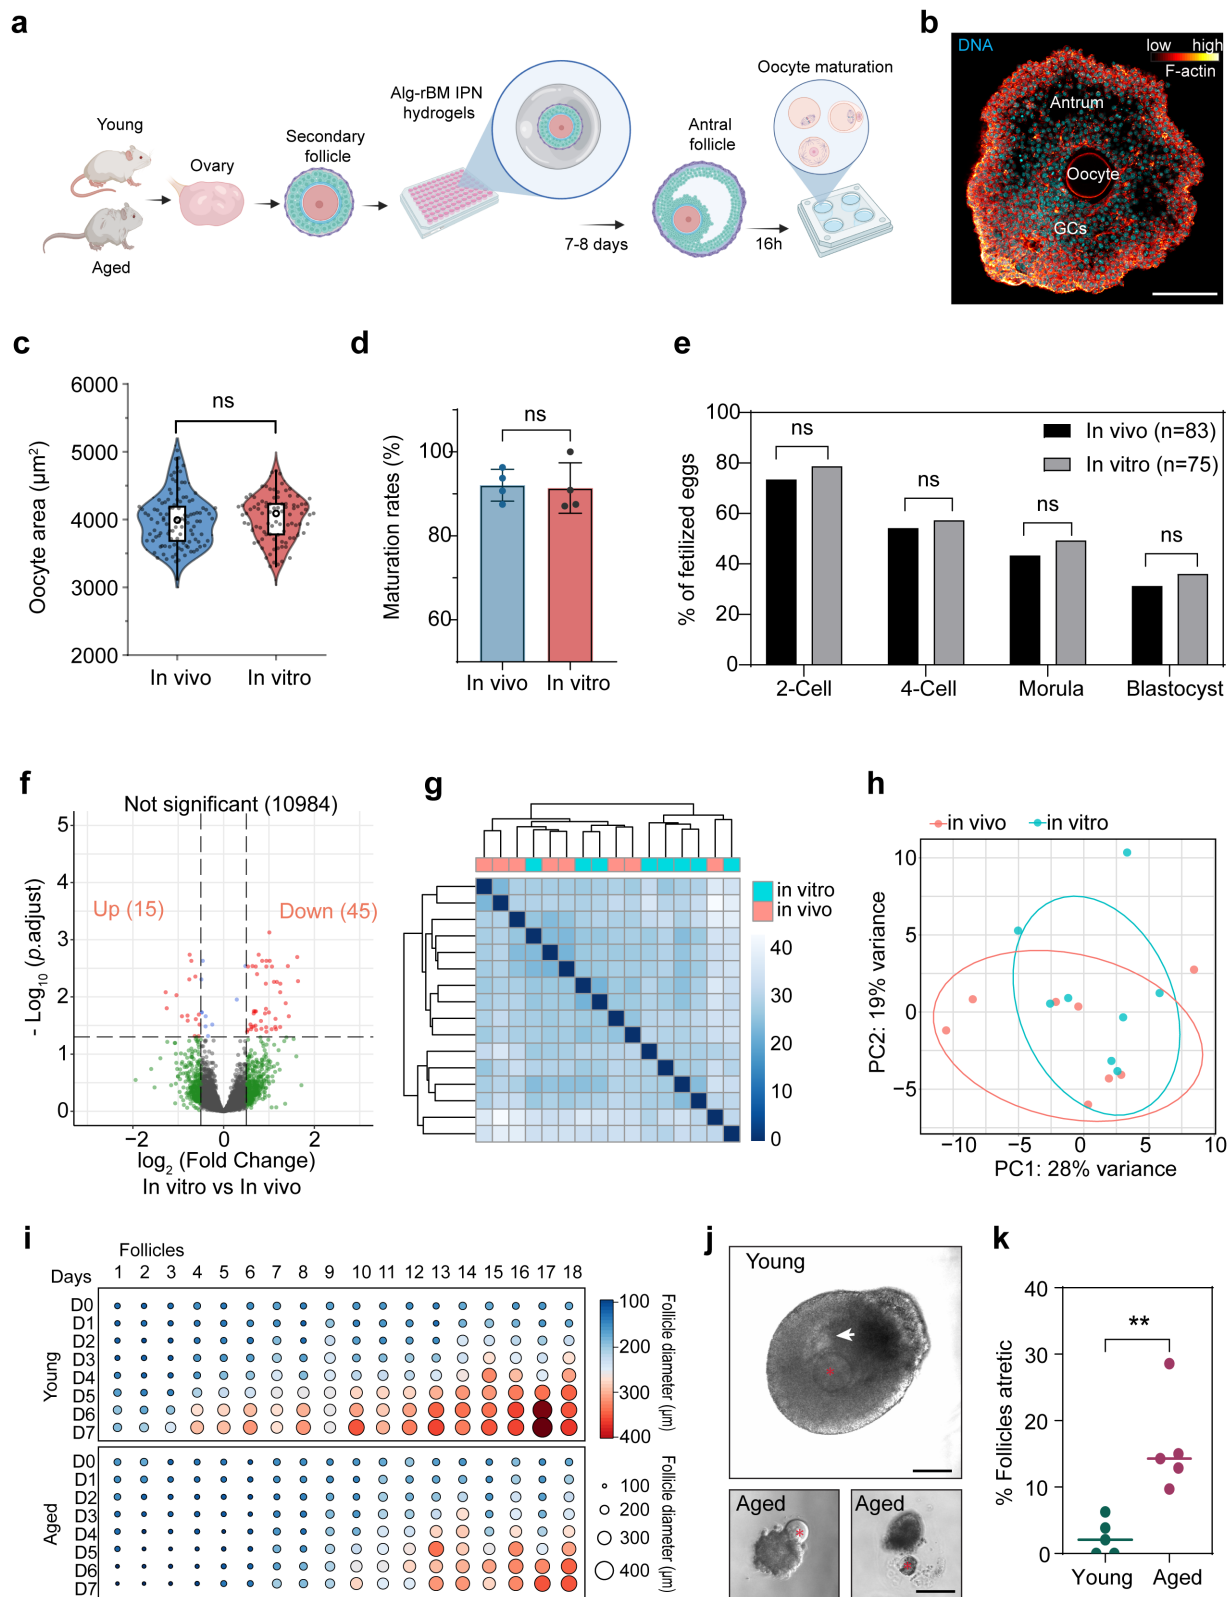 a
Young
Aged
Ovary
Secondary
follicle
Alg-rBM IPN
hydrogels
7-8 days
Antral
follicle
16h
Oocyte maturation
b
DNA
low high
F-actin
Antrum
Oocyte
GCs
c
Oocyte area (μm²)
6000
5000
4000
3000
2000
ns
In vivo In vitro
d
Maturation rates (%)
100
80
60
ns
In vivo In vitro
e
% of fetilized eggs
100
80
60
40
20
0
In vivo (n=83)
In vitro (n=75)
ns
ns
ns
ns
2-Cell 4-Cell Morula Blastocyst
f
Not significant (10984)
Up (15) Down (45)
- Log₁₀ (p.adjust)
5
4
3
2
1
0
−2 0 2
log₂ (Fold Change)
In vitro vs In vivo
g
in vitro
in vivo
40
30
20
10
0
h
in vivo in vitro
PC2: 19% variance
10
5
0
−5
−10 −5 0 5 10
PC1: 28% variance
i
Follicles
Days 1 2 3 4 5 6 7 8 9 10 11 12 13 14 15 16 17 18
Young
D0
D1
D2
D3
D4
D5
D6
D7
100
200
300
400
Follicle diameter (μm)
Aged
D0
D1
D2
D3
D4
D5
D6
D7
100
200
300
400
Follicle diameter (μm)
j
Young
*
Aged
*
Aged
*
k
% Follicles atretic
40
30
20
10
0
**
Young Aged